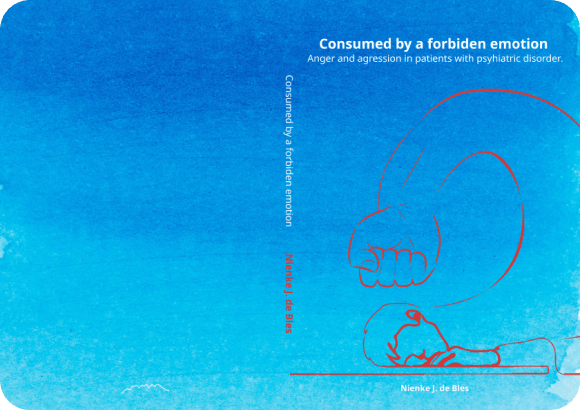 Consumed by a forbiden emotion
Anger and agression in patients with psyhiatric disorder.
Consumed by a forbiden emotion
Nienke J. de Bles
Nienke J. de Bles